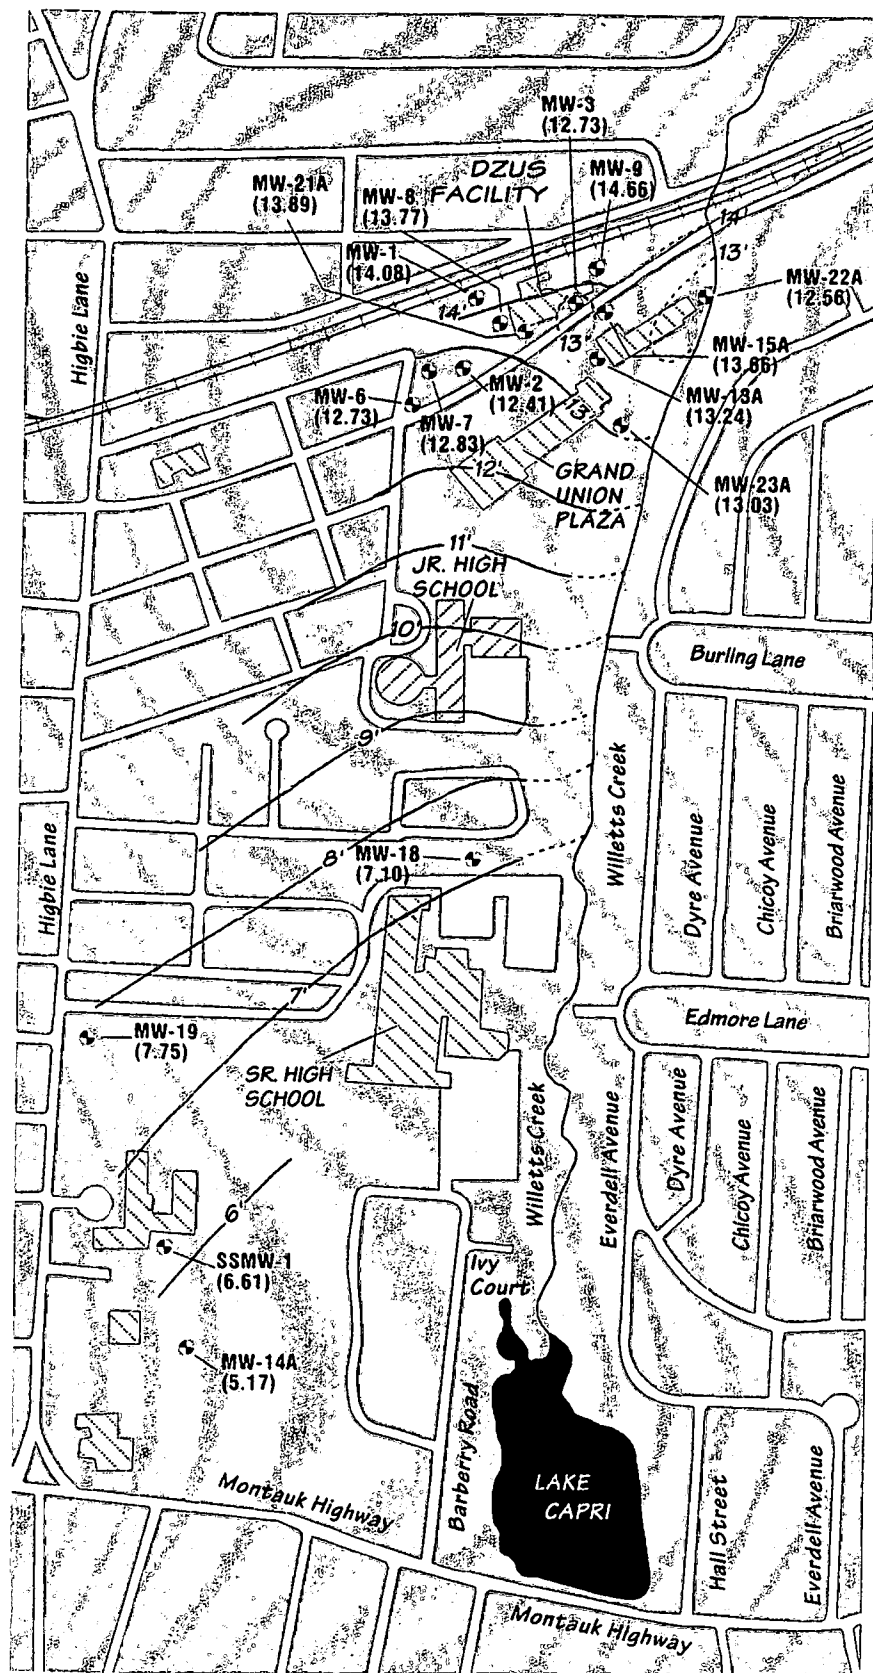 MW-3
(12.73)
DZUS
FACILITY
MW-9
(14.66)
MW-21A
(13.89)
MW-8
(13.77)
MW-1
(14.08)
14'
14'
13'
MW-22A
(12.56)
13'
MW-15A
(13.66)
MW-2
(12.41)
MW-13A
(13.24)
MW-6
(12.73)
MW-7
(12.83)
13'
12'
GRAND
UNION
PLAZA
MW-23A
(13.03)
Higbie Lane
11'
JR. HIGH
SCHOOL
10'
Burling Lane
9'
Willetts Creek
Dyre Avenue
Chicoy Avenue
Briarwood Avenue
Higbie Lane
8'
MW-18
(7.10)
7'
MW-19
(7.75)
SR. HIGH
SCHOOL
Edmore Lane
Willetts Creek
Everdell Avenue
Dyre Avenue
Chicoy Avenue
Briarwood Avenue
6'
SSMW-1
(6.61)
Ivy
Court
MW-14A
(5.17)
Barberry Road
LAKE
CAPRI
Hall Street
Everdell Avenue
Montauk Highway
Montauk Highway